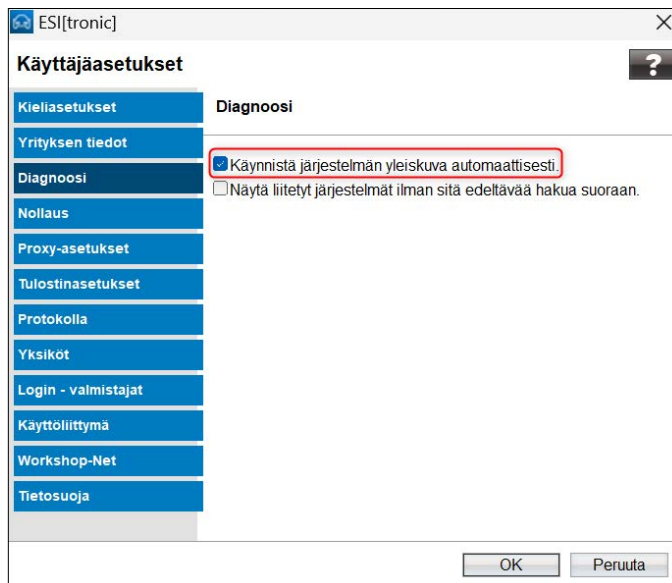 ESI[tronic]
Käyttäjäasetukset
?
Kieliasetukset
Yrityksen tiedot
Diagnoosi
Nollaus
Proxy-asetukset
Tulostinasetukset
Protokolla
Yksiköt
Login - valmistajat
Käyttöliittymä
Workshop-Net
Tietosuoja
Diagnoosi
Käynnistä järjestelmän yleiskuva automaattisesti.
Näytä liitetyt järjestelmät ilman sitä edeltävää hakua suoraan.
OK
Peruuta